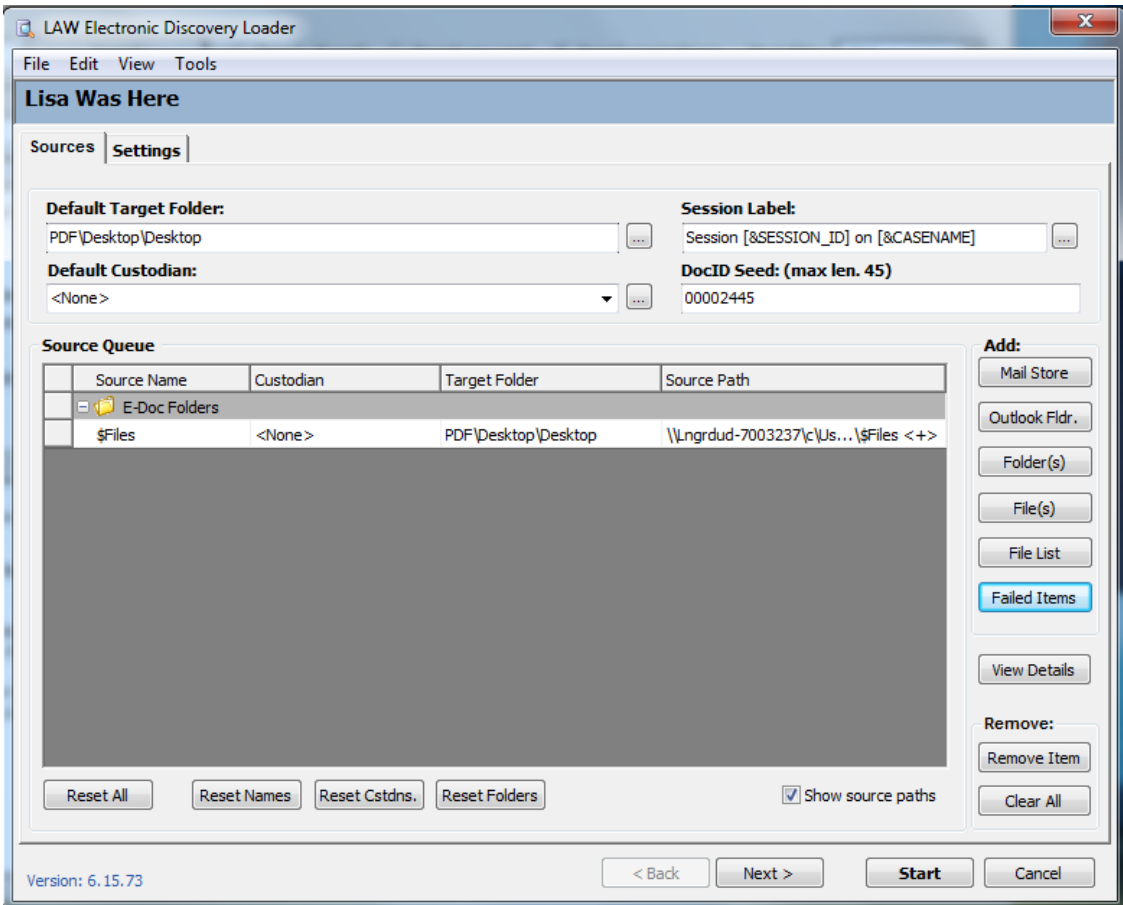 LAW Electronic Discovery Loader
x
File Edit View Tools
Lisa Was Here
Sources Settings
Default Target Folder:
PDF\Desktop\Desktop
...
Session Label:
Session [&SESSION_ID] on [&CASENAME]
...
Default Custodian:
<None>
...
DocID Seed: (max len. 45)
00002445
Source Queue
Source Name Custodian Target Folder Source Path
E-Doc Folders
$Files <None> PDF\Desktop\Desktop \\Lngrdud-7003237\c\Us...\$Files <+>
Reset All Reset Names Reset Cstdns. Reset Folders Show source paths
Add:
Mail Store
Outlook Fldr.
Folder(s)
File(s)
File List
Failed Items
View Details
Remove:
Remove Item
Clear All
Version: 6.15.73
< Back Next > Start Cancel